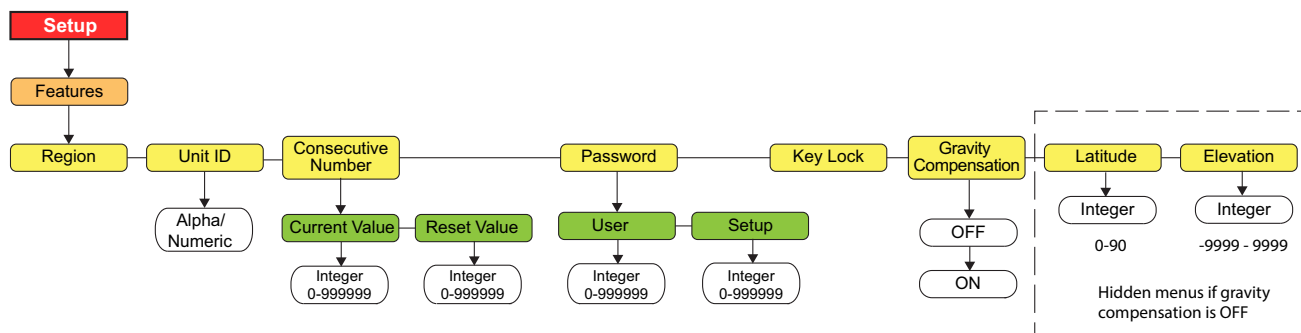 Setup
Features
Region
Unit ID
Consecutive
Number
Password
Key Lock
Gravity
Compensation
Latitude
Elevation
Alpha/
Numeric
Current Value
Reset Value
User
Setup
OFF
ON
Integer
Integer
0-90
-9999 - 9999
Integer
0-999999
Integer
0-999999
Integer
0-999999
Integer
0-999999
Hidden menus if gravity
compensation is OFF